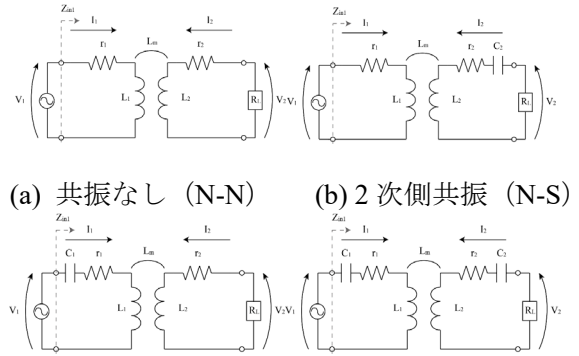 Zin1 I1 I2
r1 Lm r2
V1 L1 L2 RL V2
Zin1 I1 I2
r1 Lm r2 C2
V1 L1 L2 RL V2
(a) 共振なし（N-N）
(b) 2 次側共振（N-S）
Zin1 I1 I2
C1 r1 Lm r2
V1 L1 L2 RL V2
Zin1 I1 I2
C1 r1 Lm r2 C2
V1 L1 L2 RL V2